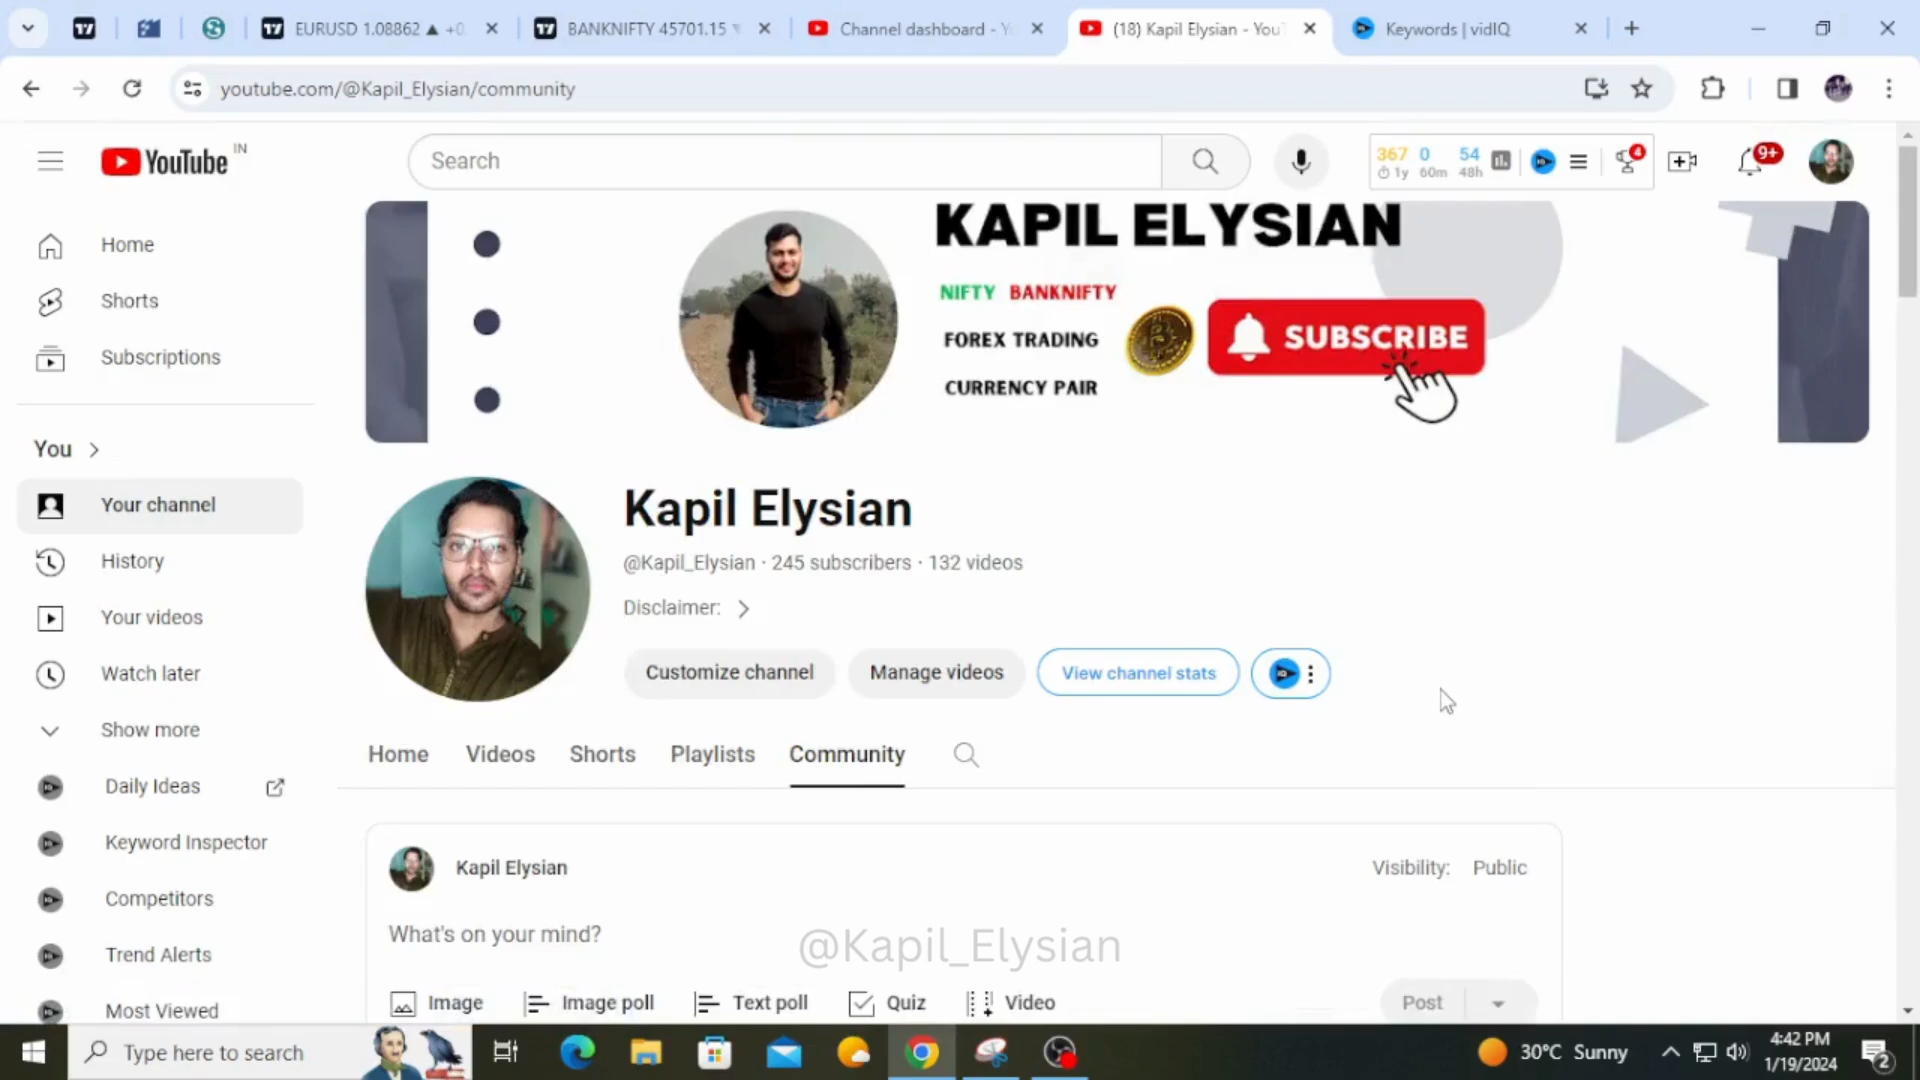 EURUSD 1.08862 ▲ +0
BANKNIFTY 45701.15 ▼
Channel dashboard - Yo
(18) Kapil Elysian - YouT
Keywords | vidIQ
youtube.com/@Kapil_Elysian/community
YouTube IN
Search
367 0 54
1y 60m 48h
4
9+
Home
Shorts
Subscriptions
You
Your channel
History
Your videos
Watch later
Show more
Daily Ideas
Keyword Inspector
Competitors
Trend Alerts
Most Viewed
KAPIL ELYSIAN
NIFTY BANKNIFTY
FOREX TRADING
CURRENCY PAIR
SUBSCRIBE
Kapil Elysian
@Kapil_Elysian · 245 subscribers · 132 videos
Disclaimer:
Customize channel Manage videos View channel stats
Home Videos Shorts Playlists Community
Kapil Elysian
Visibility: Public
What's on your mind?
@Kapil_Elysian
Image Image poll Text poll Quiz Video Post
Type here to search
30°C Sunny
4:42 PM
1/19/2024
2